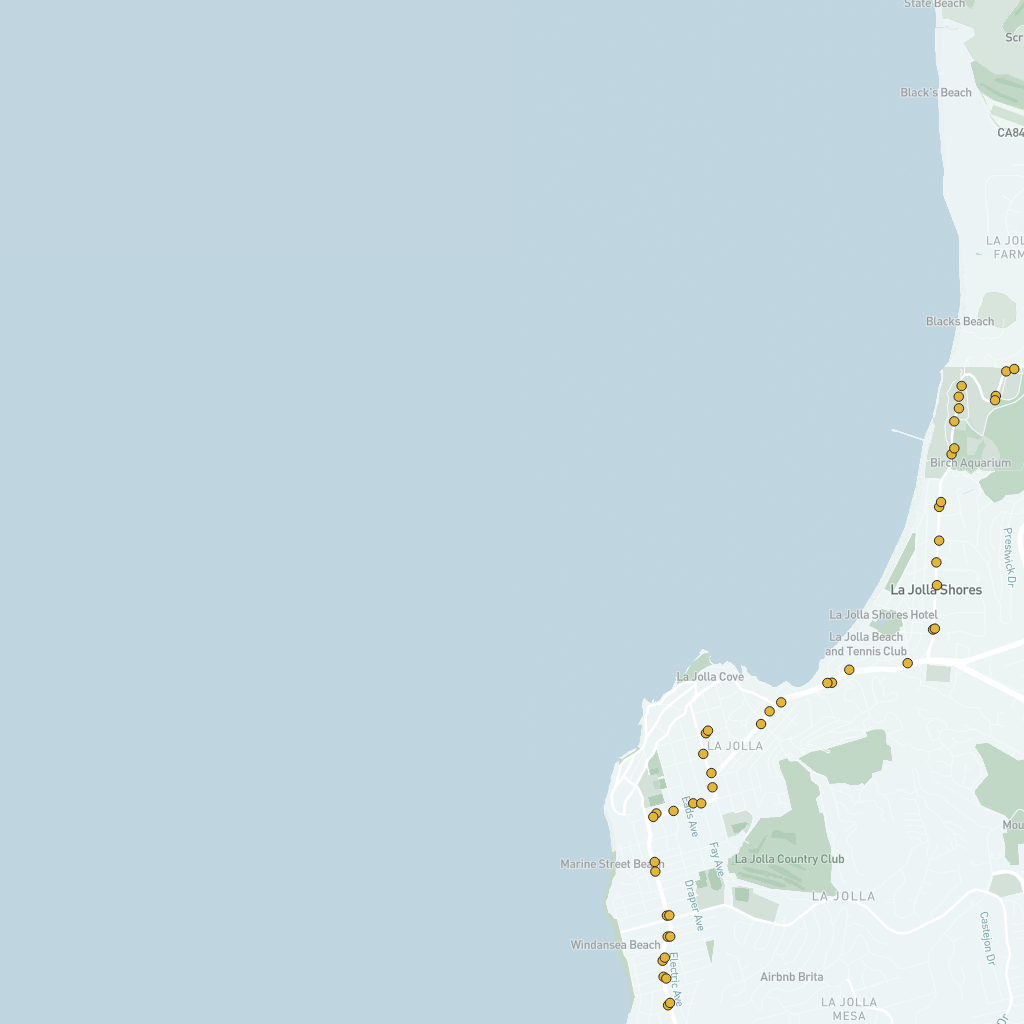 State Beach
Scr
Black's Beach
CA84
LA JOL
FARM
Blacks Beach
Birch Aquarium
Prestwick Dr
La Jolla Shores
La Jolla Shores Hotel
La Jolla Beach
and Tennis Club
La Jolla Cove
LA JOLLA
Eads Ave
Mou
Fay Ave
La Jolla Country Club
Marine Street Beach
Draper Ave
LA JOLLA
Castejon Dr
Windansea Beach
Electric Ave
Airbnb Brita
LA JOLLA
MESA
Dr